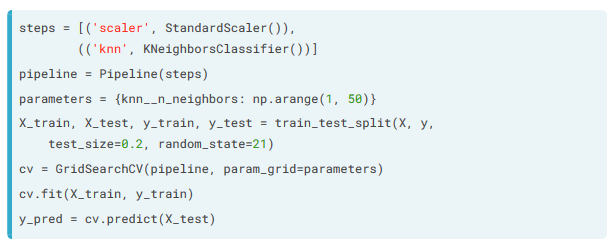 steps = [('scaler', StandardScaler()),
        (('knn', KNeighborsClassifier())]
pipeline = Pipeline(steps)
parameters = {knn__n_neighbors: np.arange(1, 50)}
X_train, X_test, y_train, y_test = train_test_split(X, y,
    test_size=0.2, random_state=21)
cv = GridSearchCV(pipeline, param_grid=parameters)
cv.fit(X_train, y_train)
y_pred = cv.predict(X_test)